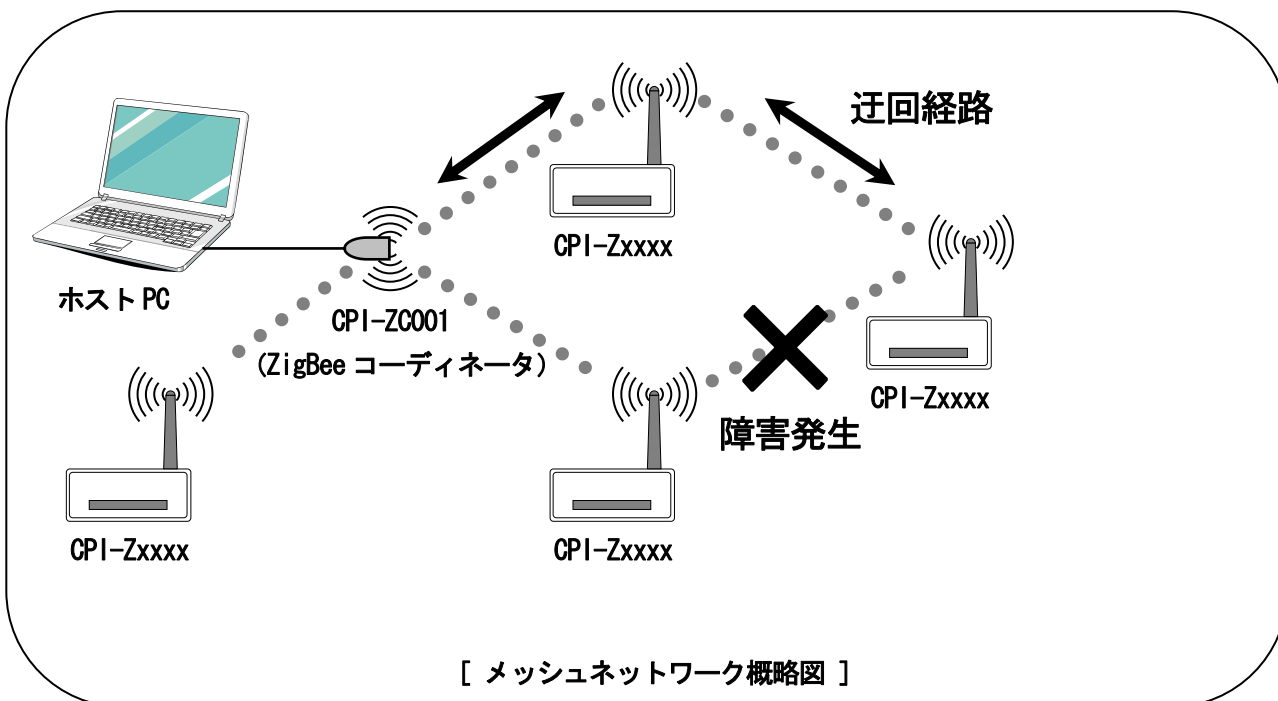 迂回経路
CPI-Zxxxx
ホストPC
CPI-ZC001
(ZigBee コーディネータ)
CPI-Zxxxx
障害発生
CPI-Zxxxx
CPI-Zxxxx
[ メッシュネットワーク概略図 ]